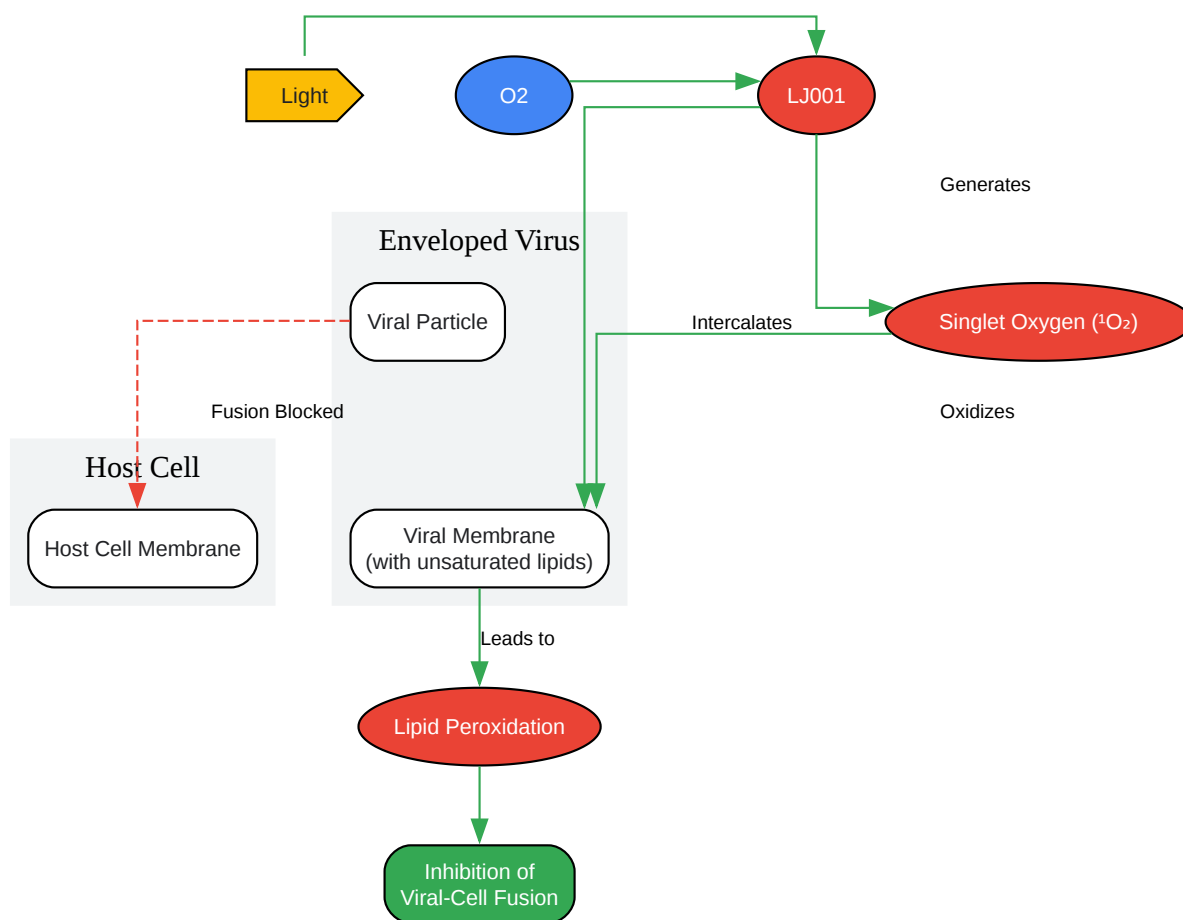 Light
O2
LJ001
Generates
Enveloped Virus
Viral Particle
Intercalates
Singlet Oxygen (¹O₂)
Fusion Blocked
Oxidizes
Host Cell
Host Cell Membrane
Viral Membrane
(with unsaturated lipids)
Leads to
Lipid Peroxidation
Inhibition of
Viral-Cell Fusion